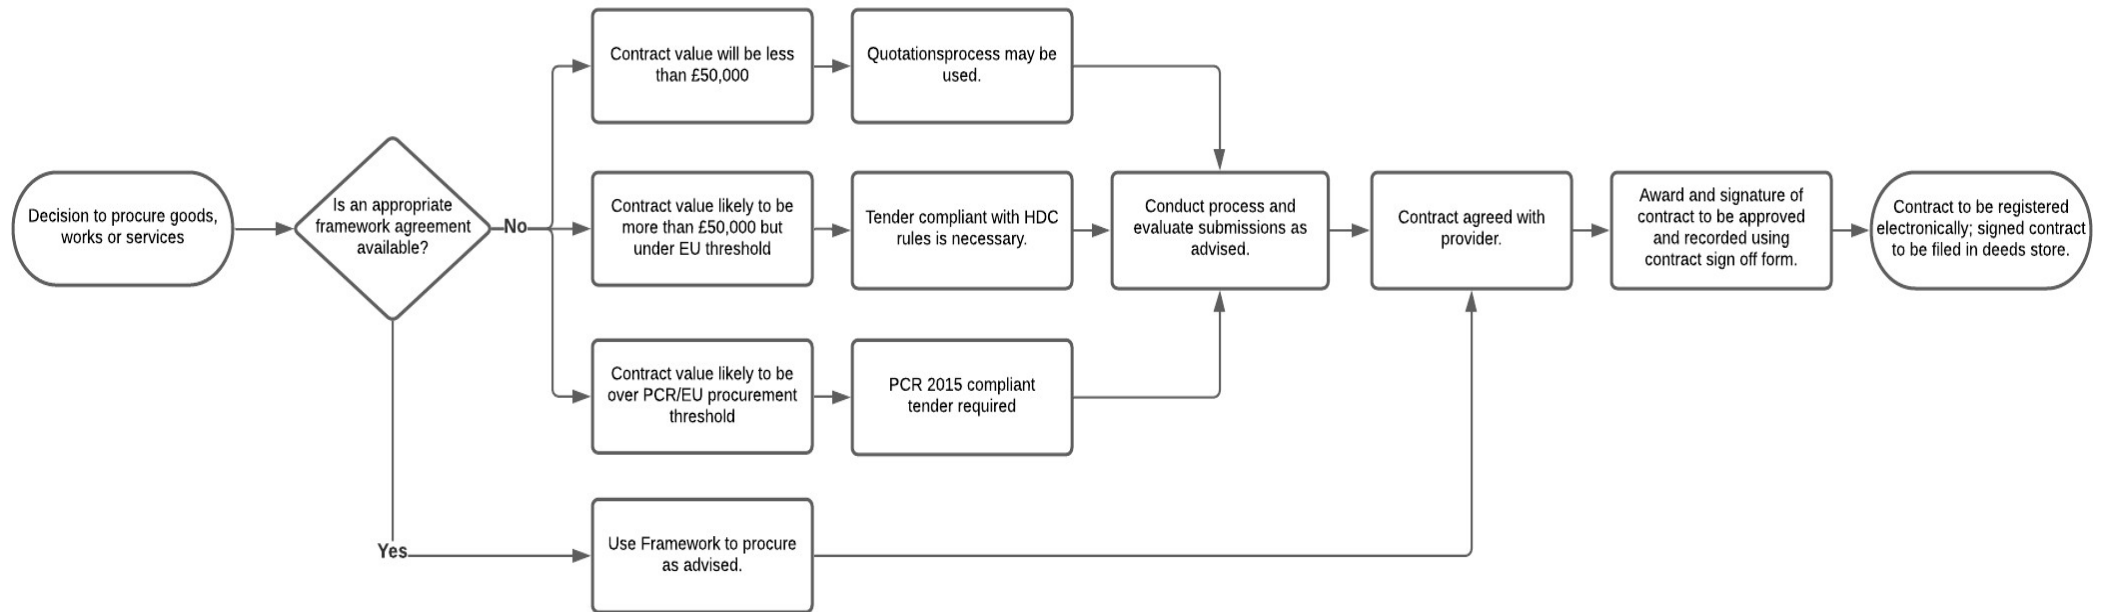 Decision to procure goods,
works or services
Is an appropriate
framework agreement
available?
No
Yes
Contract value will be less
than £50,000
Quotationsprocess may be
used.
Contract value likely to be
more than £50,000 but
under EU threshold
Tender compliant with HDC
rules is necessary.
Contract value likely to be
over PCR/EU procurement
threshold
PCR 2015 compliant
tender required
Use Framework to procure
as advised.
Conduct process and
evaluate submissions as
advised.
Contract agreed with
provider.
Award and signature of
contract to be approved
and recorded using
contract sign off form.
Contract to be registered
electronically; signed contract
to be filed in deeds store.